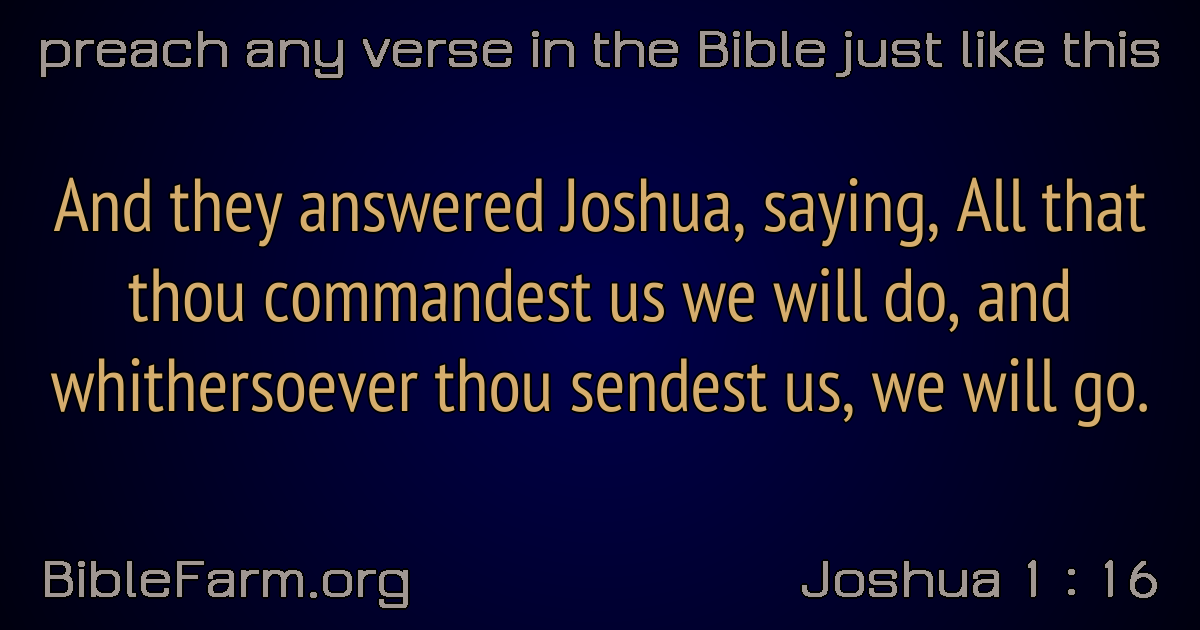 preach any verse in the Bible just like this
And they answered Joshua, saying, All that
thou commandest us we will do, and
whithersoever thou sendest us, we will go.
BibleFarm.org
Joshua 1 : 16